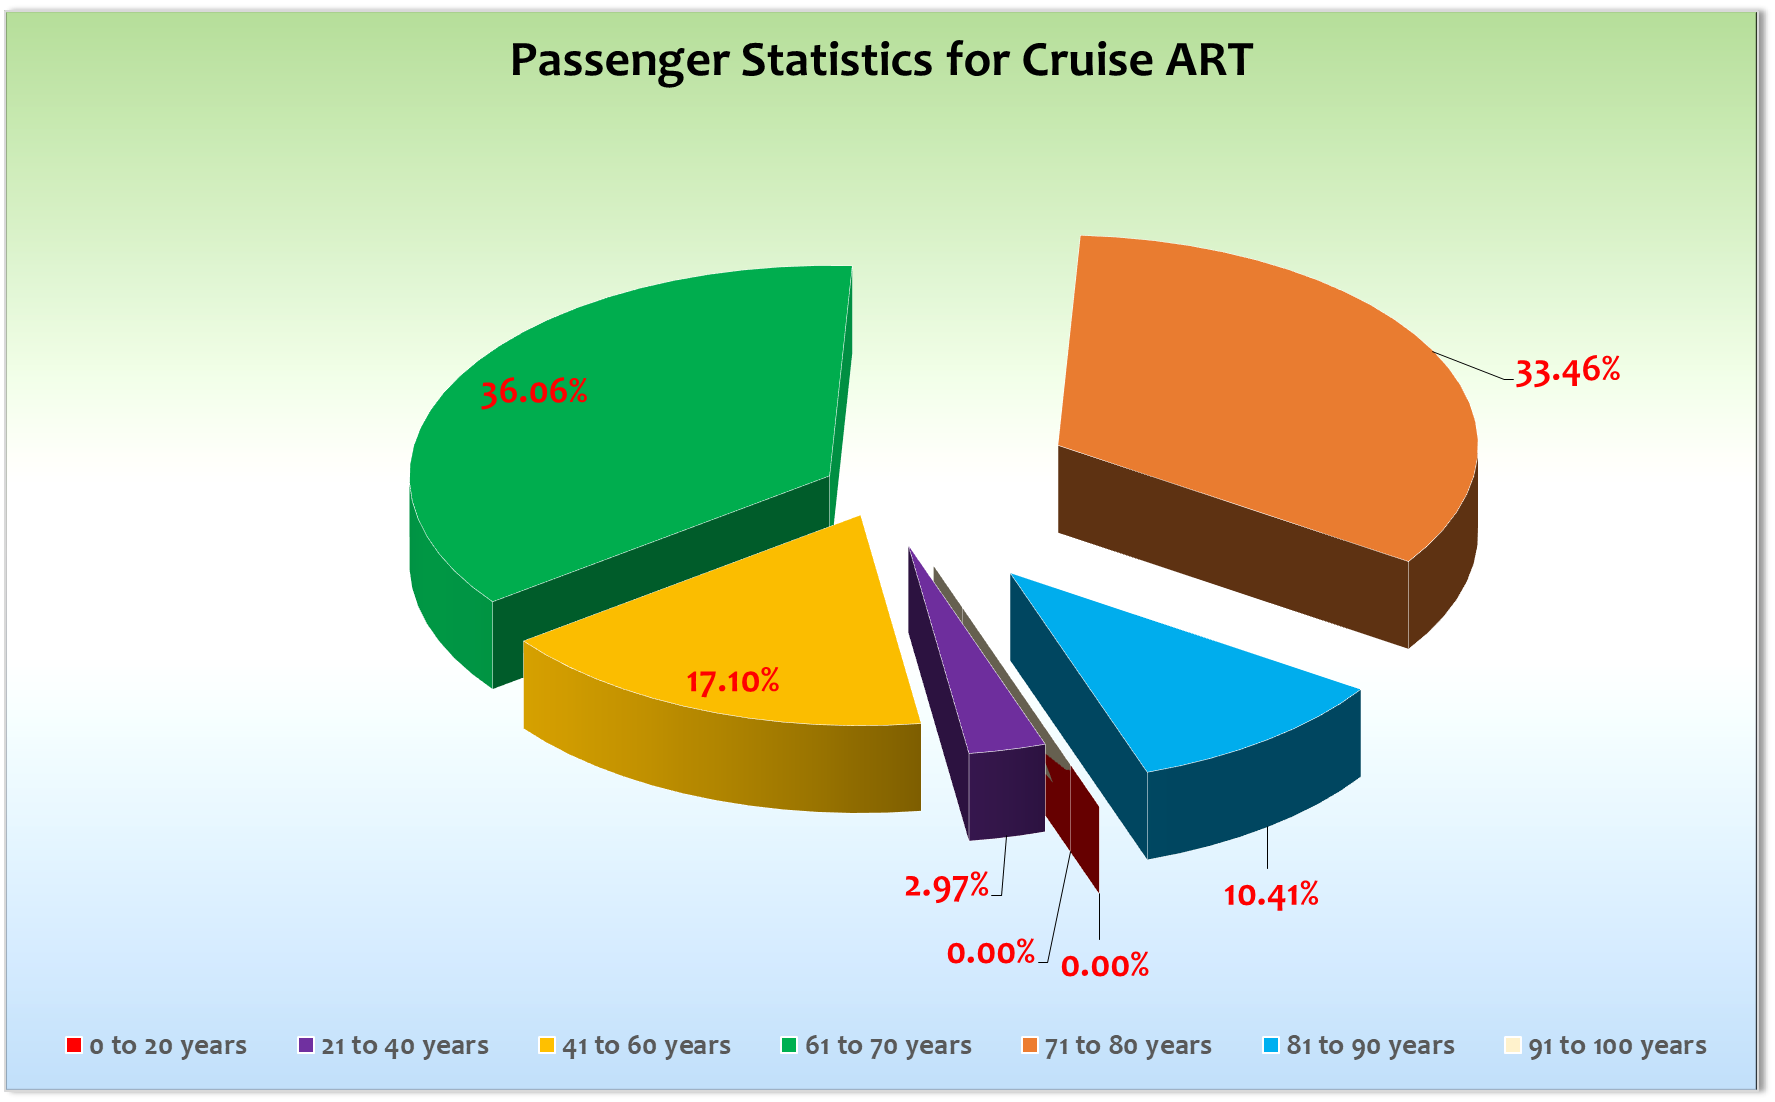 Passenger Statistics for Cruise ART
33.46%
36.06%
17.10%
2.97%
10.41%
0.00%
0.00%
0 to 20 years
21 to 40 years
41 to 60 years
61 to 70 years
71 to 80 years
81 to 90 years
91 to 100 years